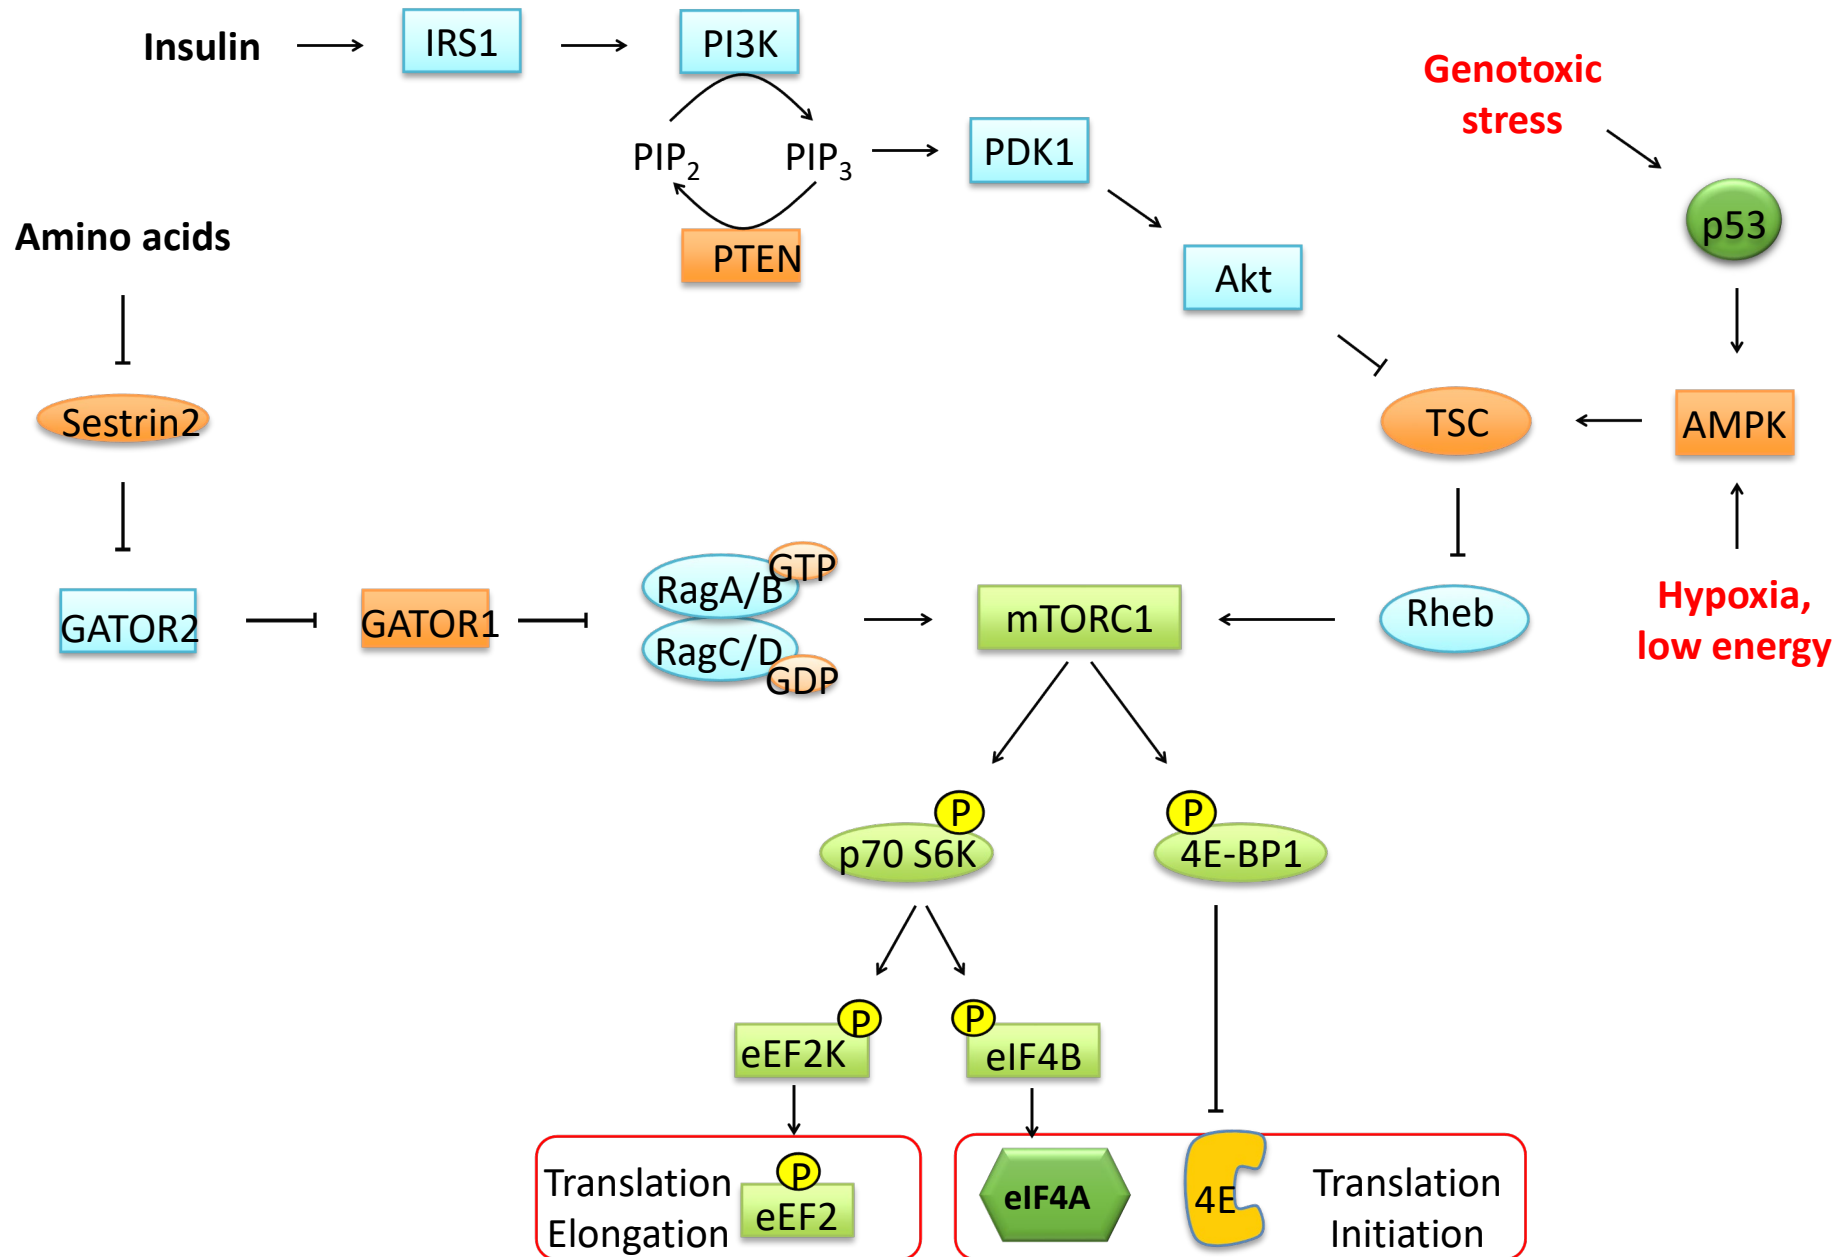 Insulin
IRS1
PI3K
Genotoxic
stress
PIP2
PIP3
PDK1
p53
Amino acids
PTEN
Akt
Sestrin2
TSC
AMPK
GTP
RagA/B
GATOR2
GATOR1
RagC/D
GDP
mTORC1
Rheb
Hypoxia,
low energy
P
P
p70 S6K
4E-BP1
P
P
eEF2K
eIF4B
Translation
Elongation
P
eEF2
eIF4A
4E
Translation
Initiation